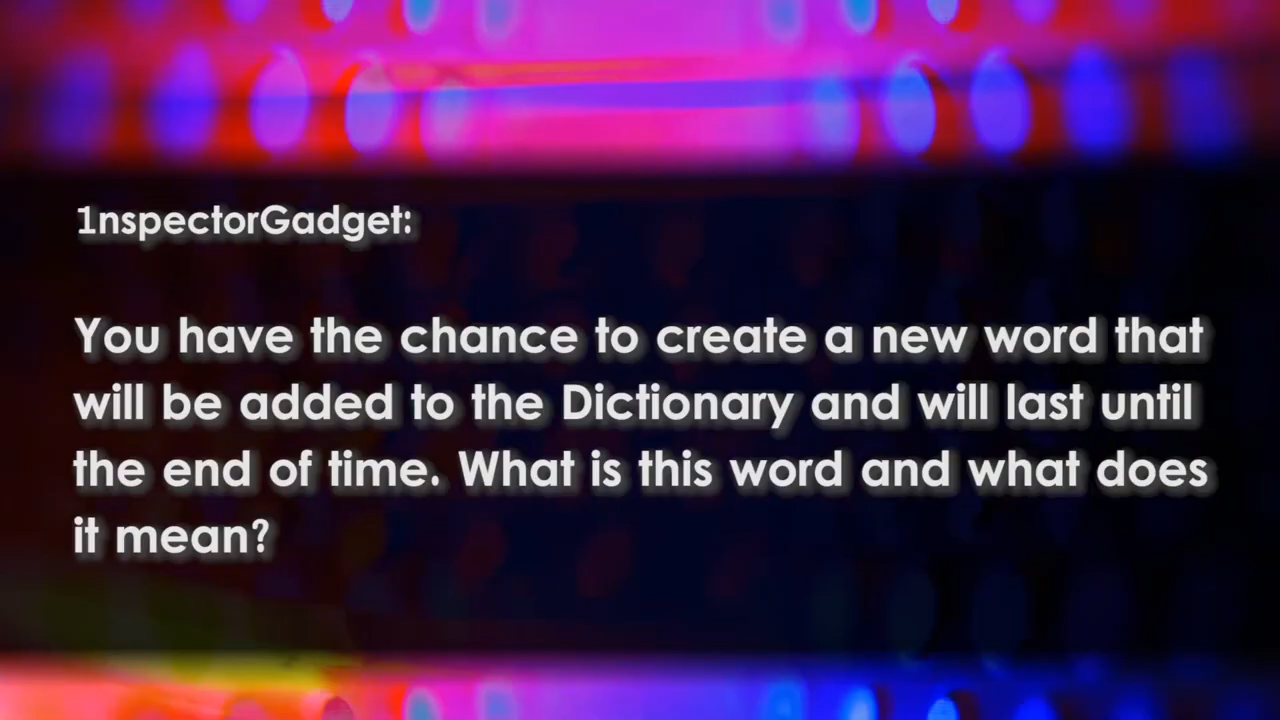 1nspectorGadget:
You have the chance to create a new word that
will be added to the Dictionary and will last until
the end of time. What is this word and what does
it mean?